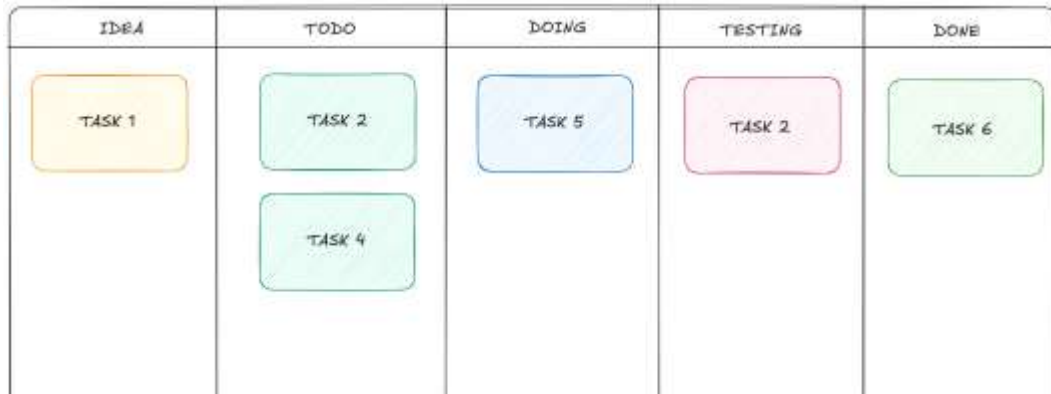 IDEA
TODO
DOING
TESTING
DONE
TASK 1
TASK 2
TASK 5
TASK 2
TASK 6
TASK 4